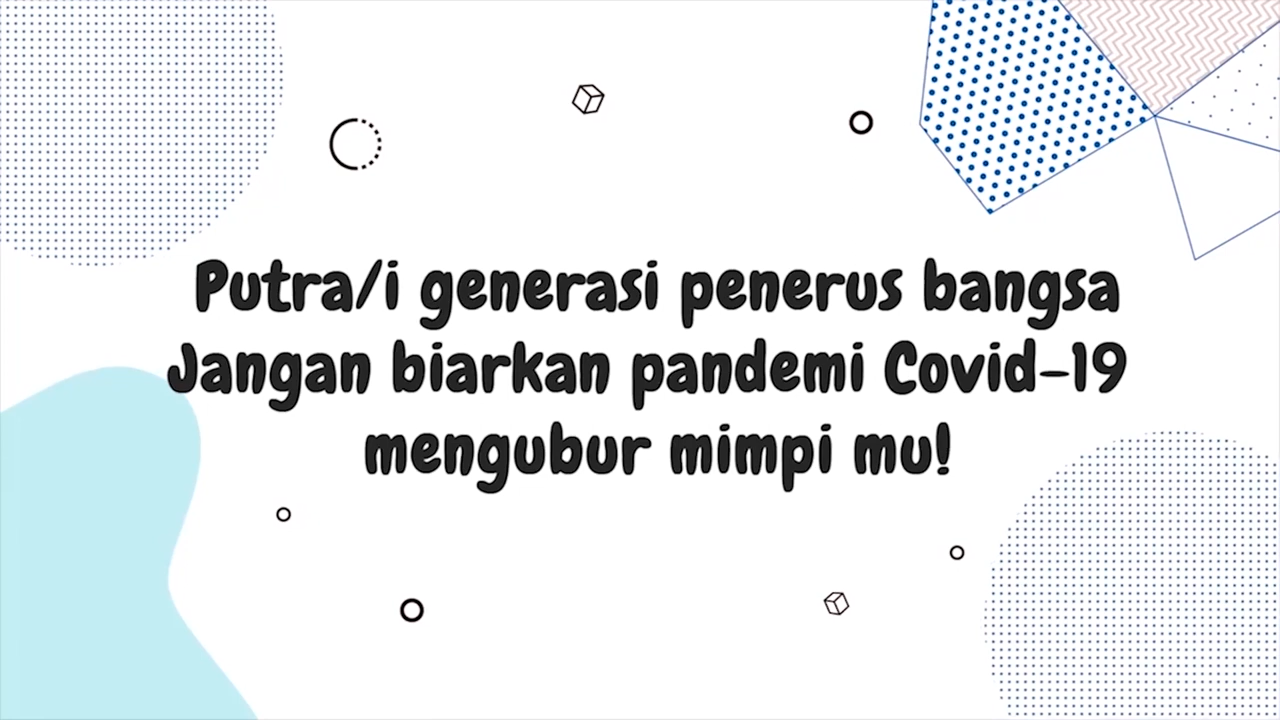 Putra/i generasi penerus bangsa
Jangan biarkan pandemi Covid-19
mengubur mimpi mu!